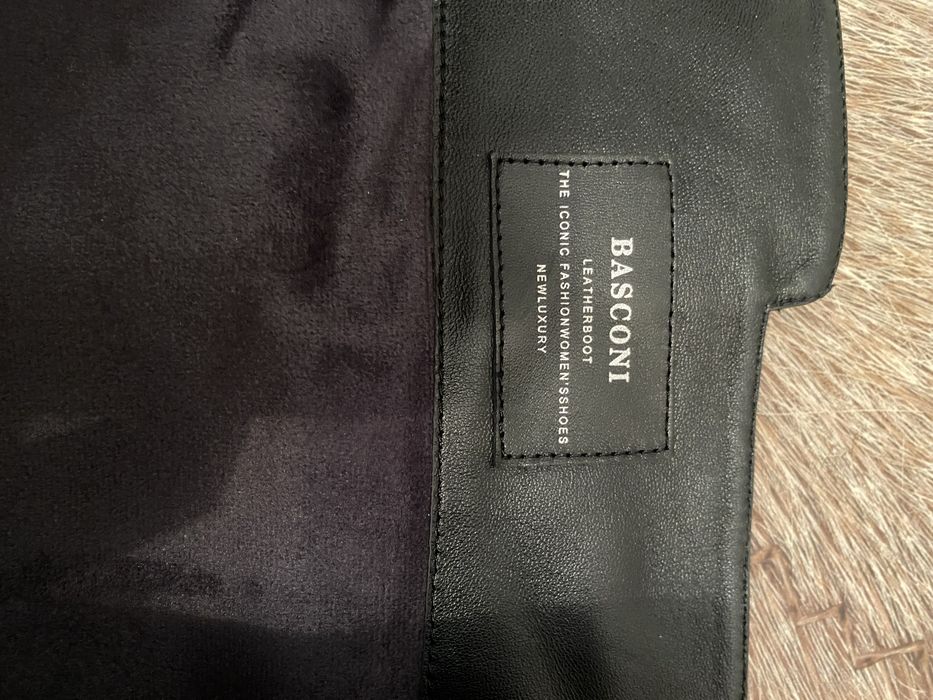 BASCONI
LEATHERBOOT
THE ICONIC FASHIONWOMEN'SSHOES
NEWLUXURY